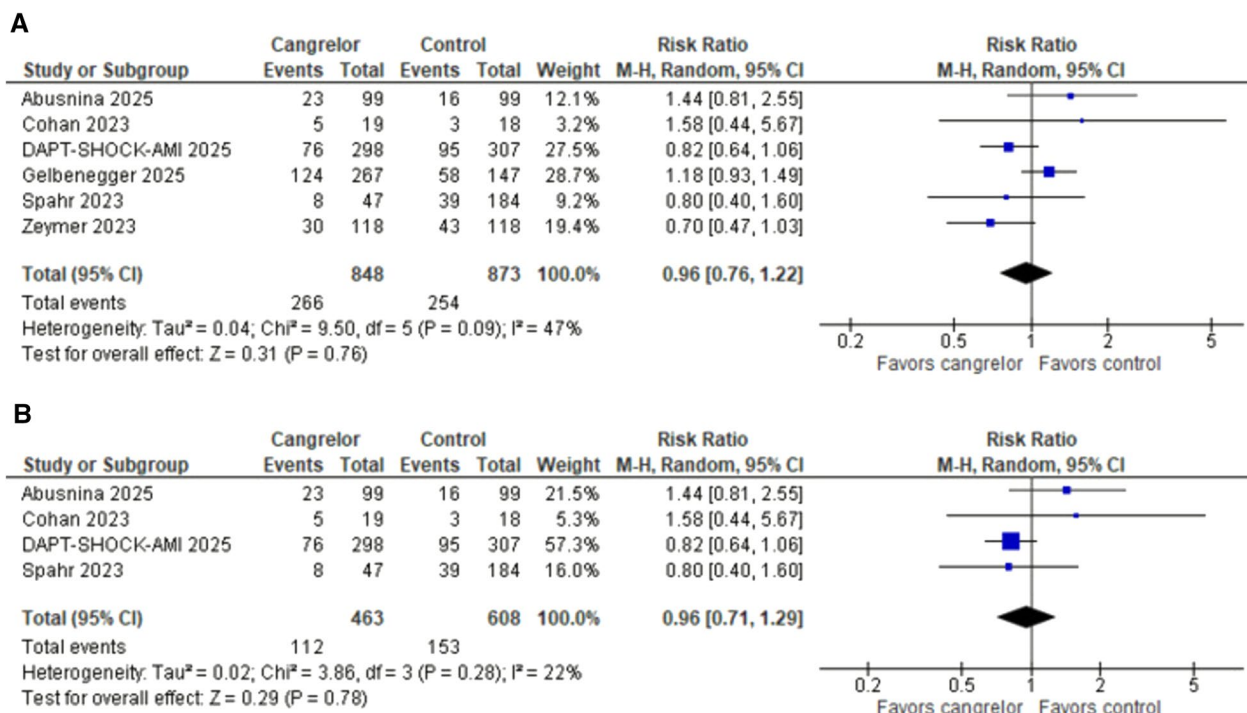 A
Cangrelor Control Risk Ratio Risk Ratio
Study or Subgroup Events Total Events Total Weight M-H, Random, 95% CI M-H, Random, 95% CI
Abusnina 2025 23 99 16 99 12.1% 1.44 [0.81, 2.55]
Cohan 2023 5 19 3 18 3.2% 1.58 [0.44, 5.67]
DAPT-SHOCK-AMI 2025 76 298 95 307 27.5% 0.82 [0.64, 1.06]
Gelbenegger 2025 124 267 58 147 28.7% 1.18 [0.93, 1.49]
Spahr 2023 8 47 39 184 9.2% 0.80 [0.40, 1.60]
Zeymer 2023 30 118 43 118 19.4% 0.70 [0.47, 1.03]
Total (95% CI) 848 873 100.0% 0.96 [0.76, 1.22]
Total events 266 254
Heterogeneity: Tau² = 0.04; Chi² = 9.50, df = 5 (P = 0.09); I² = 47%
Test for overall effect: Z = 0.31 (P = 0.76)
0.2 0.5 1 2 5
Favors cangrelor Favors control
B
Cangrelor Control Risk Ratio Risk Ratio
Study or Subgroup Events Total Events Total Weight M-H, Random, 95% CI M-H, Random, 95% CI
Abusnina 2025 23 99 16 99 21.5% 1.44 [0.81, 2.55]
Cohan 2023 5 19 3 18 5.3% 1.58 [0.44, 5.67]
DAPT-SHOCK-AMI 2025 76 298 95 307 57.3% 0.82 [0.64, 1.06]
Spahr 2023 8 47 39 184 16.0% 0.80 [0.40, 1.60]
Total (95% CI) 463 608 100.0% 0.96 [0.71, 1.29]
Total events 112 153
Heterogeneity: Tau² = 0.02; Chi² = 3.86, df = 3 (P = 0.28); I² = 22%
Test for overall effect: Z = 0.29 (P = 0.78)
0.2 0.5 1 2 5
Favors cangrelor Favors control